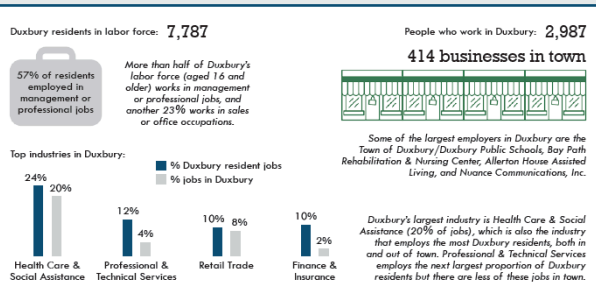 Duxbury residents in labor force: 7,787
57% of residents
employed in
management or
professional jobs
More than half of Duxbury's
labor force (aged 16 and
older) works in management
or professional jobs, and
another 23% works in sales
or office occupations.
People who work in Duxbury: 2,987
414 businesses in town
Some of the largest employers in Duxbury are the
Town of Duxbury/Duxbury Public Schools, Bay Path
Rehabilitation & Nursing Center, Allerton House Assisted
Living, and Nuance Communications, Inc.
Top industries in Duxbury:
% Duxbury resident jobs
% jobs in Duxbury
24%
20%
Health Care &
Social Assistance
12%
4%
Professional &
Technical Services
10%
8%
Retail Trade
10%
2%
Finance &
Insurance
Duxbury's largest industry is Health Care & Social
Assistance (20% of jobs), which is also the industry
that employs the most Duxbury residents, both in
and out of town. Professional & Technical Services
employs the next largest proportion of Duxbury
residents but there are less of these jobs in town.